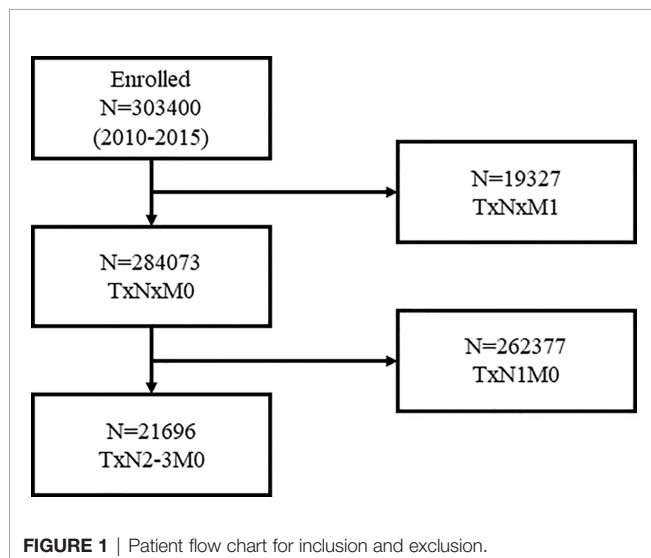 Enrolled
N=303400
(2010-2015)
N=19327
TxNxM1
N=284073
TxNxM0
N=262377
TxN1M0
N=21696
TxN2-3M0
FIGURE 1 | Patient flow chart for inclusion and exclusion.